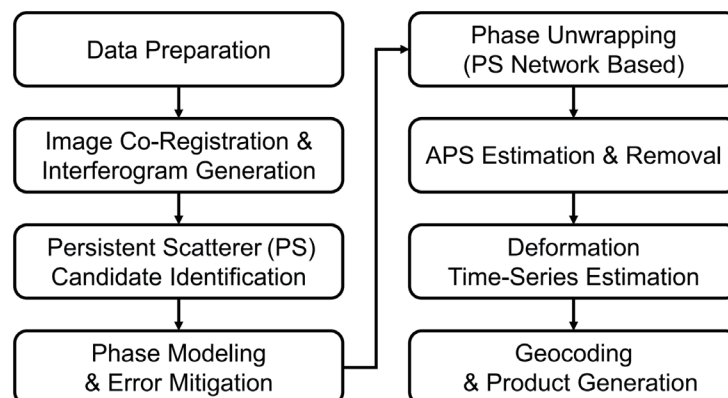 Data Preparation
Image Co-Registration &
Interferogram Generation
Persistent Scatterer (PS)
Candidate Identification
Phase Modeling
& Error Mitigation
Phase Unwrapping
(PS Network Based)
APS Estimation & Removal
Deformation
Time-Series Estimation
Geocoding
& Product Generation